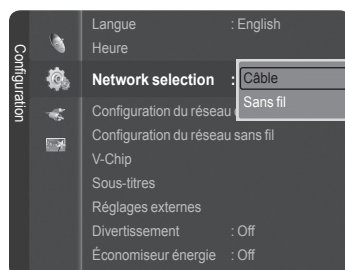 Configuration
Langue : English
Heure
Network selection : Câble
Sans fil
Configuration du réseau
Configuration du réseau sans fil
V-Chip
Sous-titres
Réglages externes
Divertissement : Off
Économiseur énergie : Off